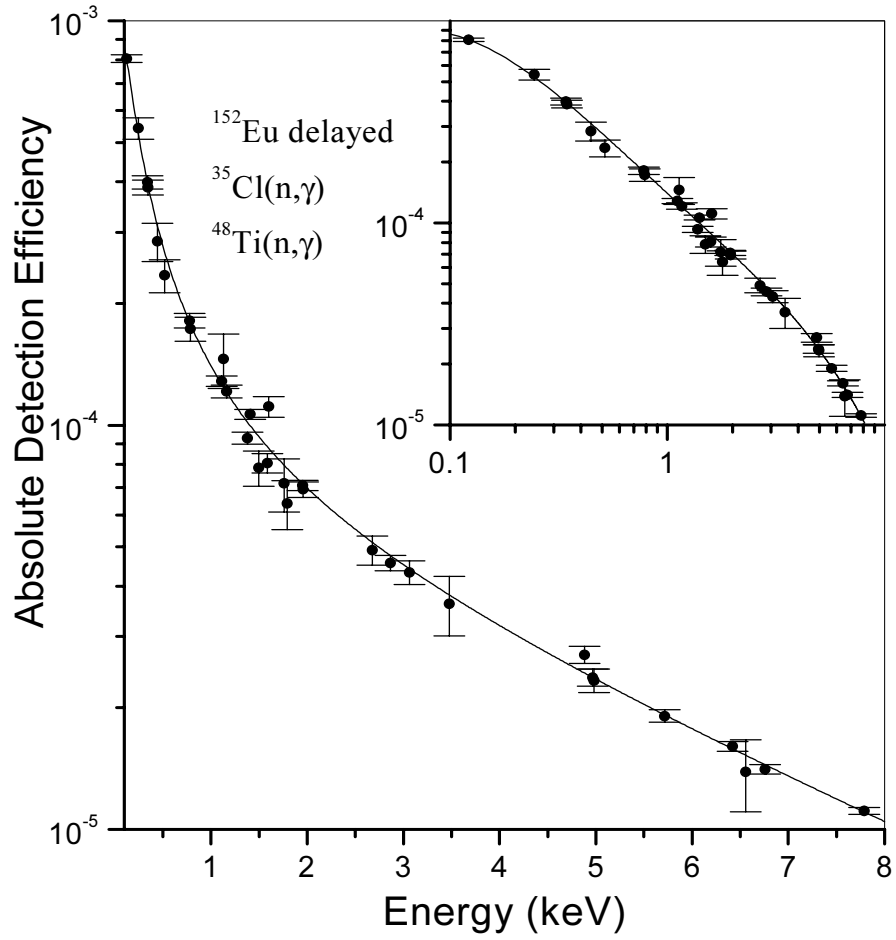 Absolute Detection Efficiency
10⁻³
10⁻⁴
10⁻⁵
¹⁵²Eu delayed
³⁵Cl(n,γ)
⁴⁸Ti(n,γ)
10⁻⁴
10⁻⁵
0.1 1
1 2 3 4 5 6 7 8
Energy (keV)